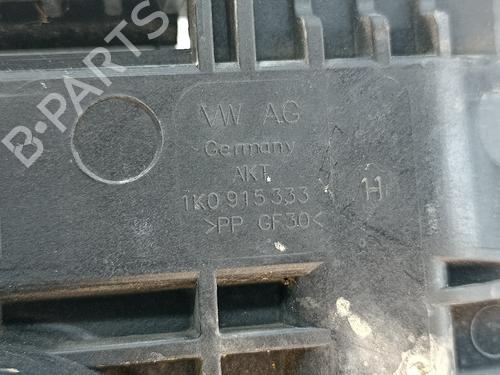 B-PARTS
VW AG
Germany
AKT
1K0 915 333
H
>PP GF30<